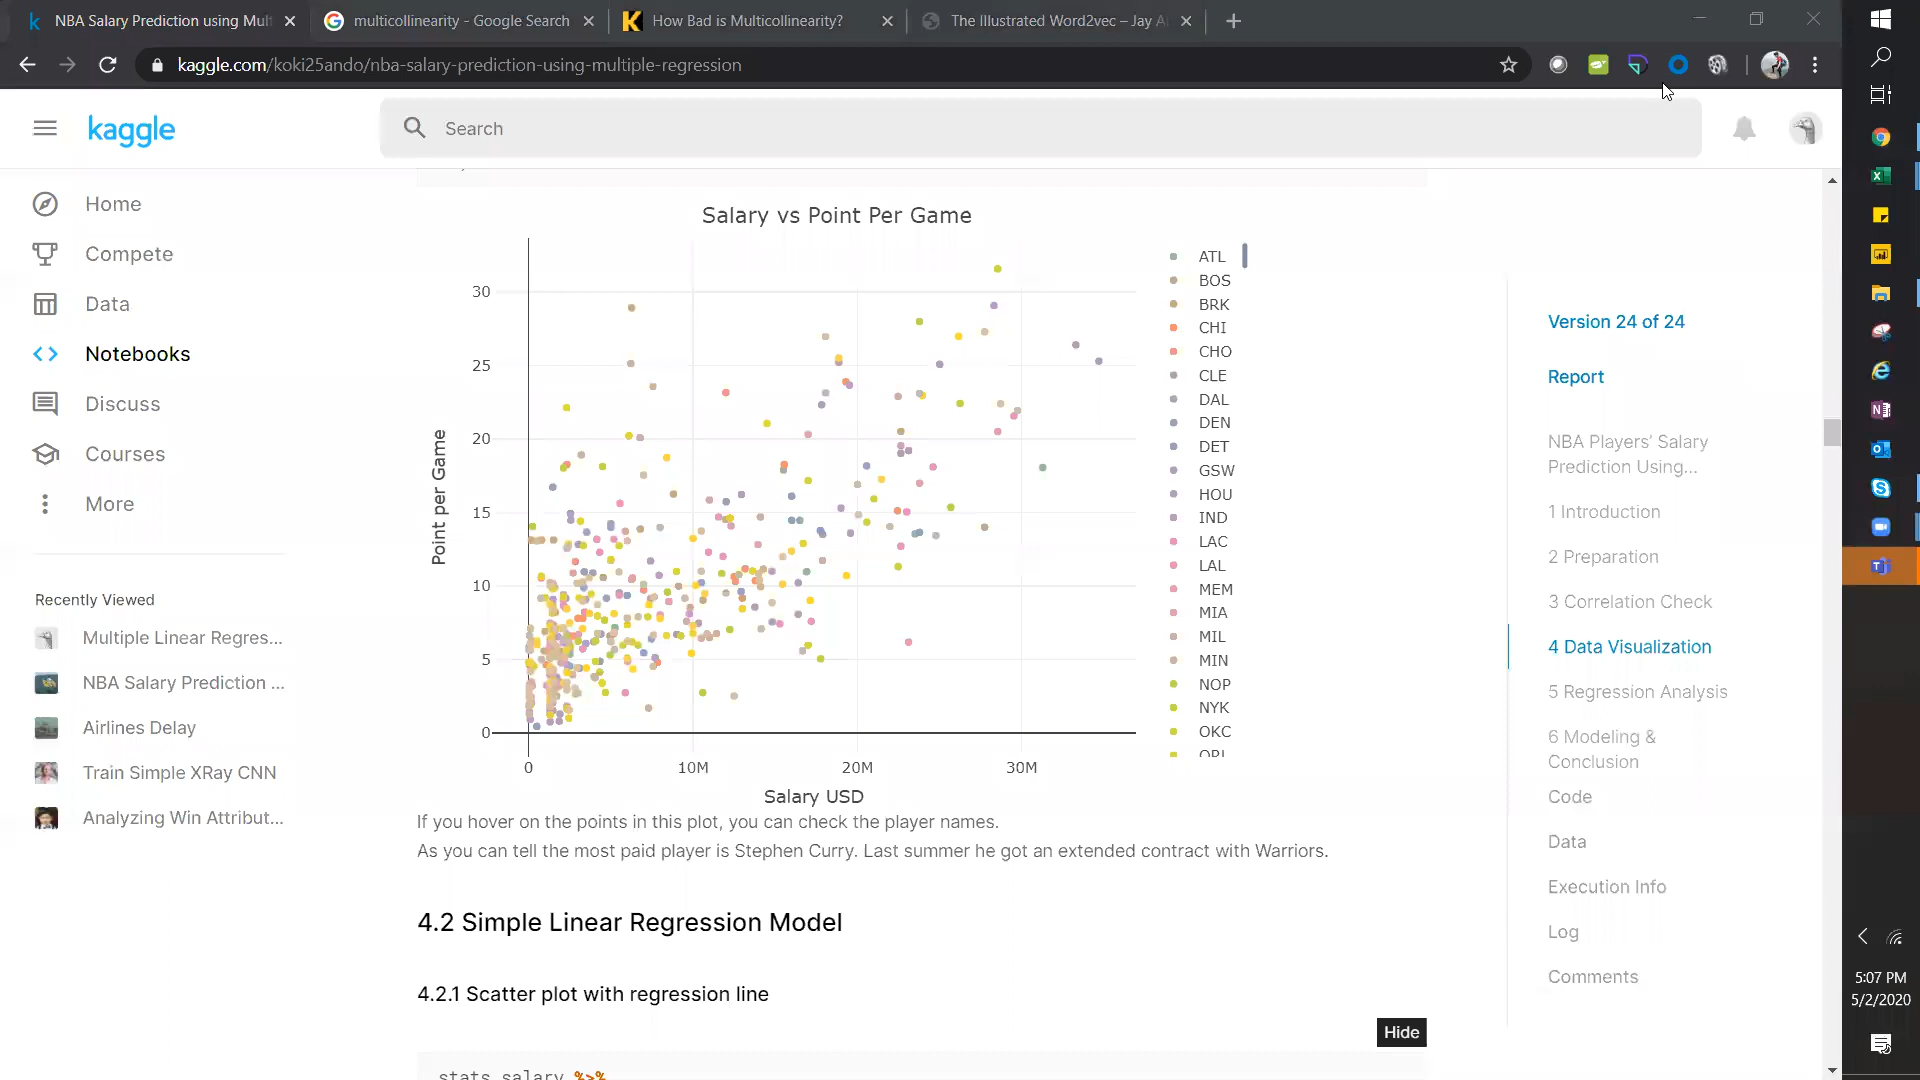 NBA Salary Prediction using Mul
multicollinearity - Google Search
How Bad is Multicollinearity?
The Illustrated Word2vec – Jay A
kaggle.com/koki25ando/nba-salary-prediction-using-multiple-regression
kaggle
Search
Home
Compete
Data
Notebooks
Discuss
Courses
More
Recently Viewed
Multiple Linear Regres...
NBA Salary Prediction ...
Airlines Delay
Train Simple XRay CNN
Analyzing Win Attribut...
Salary vs Point Per Game
Point per Game
30
25
20
15
10
5
0
0
10M
20M
30M
Salary USD
ATL
BOS
BRK
CHI
CHO
CLE
DAL
DEN
DET
GSW
HOU
IND
LAC
LAL
MEM
MIA
MIL
MIN
NOP
NYK
OKC
ORL
If you hover on the points in this plot, you can check the player names.
As you can tell the most paid player is Stephen Curry. Last summer he got an extended contract with Warriors.
4.2 Simple Linear Regression Model
4.2.1 Scatter plot with regression line
Hide
stats_salary %>%
Version 24 of 24
Report
NBA Players' Salary
Prediction Using...
1 Introduction
2 Preparation
3 Correlation Check
4 Data Visualization
5 Regression Analysis
6 Modeling &
Conclusion
Code
Data
Execution Info
Log
Comments
5:07 PM
5/2/2020